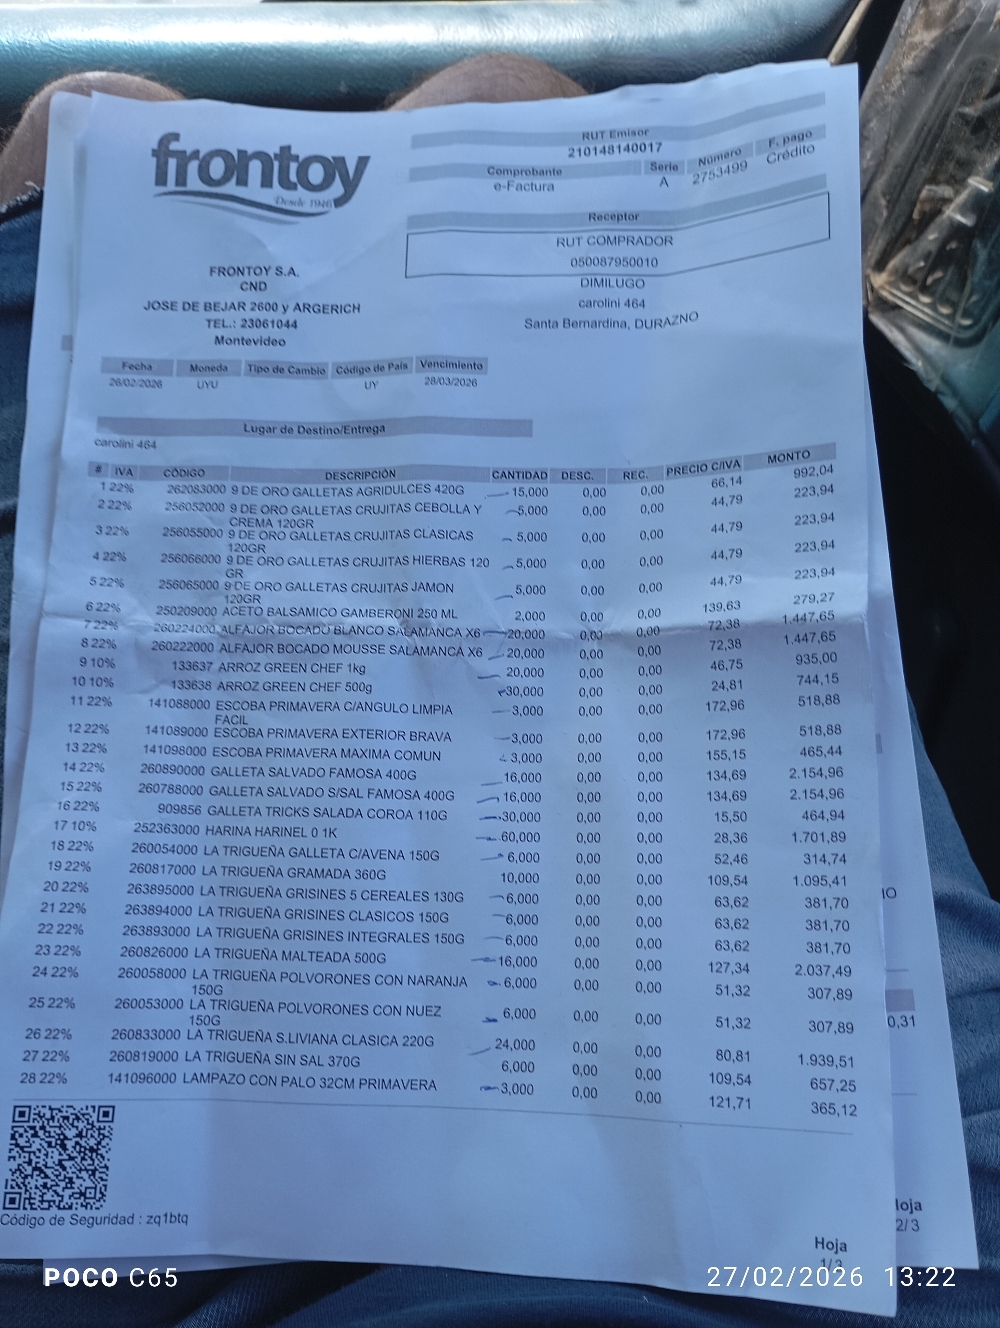 frontoy
Desde 1946
FRONTOY S.A.
CND
JOSE DE BEJAR 2600 y ARGERICH
TEL.: 23061044
Montevideo
RUT Emisor
210148140017
Comprobante Serie Número F. pago
e-Factura A 2753499 Crédito
Receptor
RUT COMPRADOR
050087950010
DIMILUGO
carolini 464
Santa Bernardina, DURAZNO
Fecha Moneda Tipo de Cambio Código de País Vencimiento
26/02/2026 UYU UY 28/03/2026
Lugar de Destino/Entrega
carolini 464
# IVA CÓDIGO DESCRIPCIÓN CANTIDAD DESC. REC. PRECIO C/IVA MONTO
1 22% 262083000 9 DE ORO GALLETAS AGRIDULCES 420G 15,000 0,00 0,00 66,14 992,04
2 22% 256052000 9 DE ORO GALLETAS CRUJITAS CEBOLLA Y 5,000 0,00 0,00 44,79 223,94
CREMA 120GR
3 22% 256055000 9 DE ORO GALLETAS CRUJITAS CLASICAS 5,000 0,00 0,00 44,79 223,94
120GR
4 22% 256066000 9 DE ORO GALLETAS CRUJITAS HIERBAS 120 5,000 0,00 0,00 44,79 223,94
GR
5 22% 256065000 9 DE ORO GALLETAS CRUJITAS JAMON 5,000 0,00 0,00 44,79 223,94
120GR
6 22% 250209000 ACETO BALSAMICO GAMBERONI 250 ML 2,000 0,00 0,00 139,63 279,27
7 22% 260224000 ALFAJOR BOCADO BLANCO SALAMANCA X6 20,000 0,00 0,00 72,38 1.447,65
8 22% 260222000 ALFAJOR BOCADO MOUSSE SALAMANCA X6 20,000 0,00 0,00 72,38 1.447,65
9 10% 133637 ARROZ GREEN CHEF 1kg 20,000 0,00 0,00 46,75 935,00
10 10% 133638 ARROZ GREEN CHEF 500g 30,000 0,00 0,00 24,81 744,15
11 22% 141088000 ESCOBA PRIMAVERA C/ANGULO LIMPIA 3,000 0,00 0,00 172,96 518,88
FACIL
12 22% 141089000 ESCOBA PRIMAVERA EXTERIOR BRAVA 3,000 0,00 0,00 172,96 518,88
13 22% 141098000 ESCOBA PRIMAVERA MAXIMA COMUN 3,000 0,00 0,00 155,15 465,44
14 22% 260890000 GALLETA SALVADO FAMOSA 400G 16,000 0,00 0,00 134,69 2.154,96
15 22% 260788000 GALLETA SALVADO S/SAL FAMOSA 400G 16,000 0,00 0,00 134,69 2.154,96
16 22% 909856 GALLETA TRICKS SALADA COROA 110G 30,000 0,00 0,00 15,50 464,94
17 10% 252363000 HARINA HARINEL 0 1K 60,000 0,00 0,00 28,36 1.701,89
18 22% 260054000 LA TRIGUEÑA GALLETA C/AVENA 150G 6,000 0,00 0,00 52,46 314,74
19 22% 260817000 LA TRIGUEÑA GRAMADA 360G 10,000 0,00 0,00 109,54 1.095,41
20 22% 263895000 LA TRIGUEÑA GRISINES 5 CEREALES 130G 6,000 0,00 0,00 63,62 381,70
21 22% 263894000 LA TRIGUEÑA GRISINES CLASICOS 150G 6,000 0,00 0,00 63,62 381,70
22 22% 263893000 LA TRIGUEÑA GRISINES INTEGRALES 150G 6,000 0,00 0,00 63,62 381,70
23 22% 260826000 LA TRIGUEÑA MALTEADA 500G 16,000 0,00 0,00 127,34 2.037,49
24 22% 260058000 LA TRIGUEÑA POLVORONES CON NARANJA 6,000 0,00 0,00 51,32 307,89
150G
25 22% 260053000 LA TRIGUEÑA POLVORONES CON NUEZ 6,000 0,00 0,00 51,32 307,89
150G
26 22% 260833000 LA TRIGUEÑA S.LIVIANA CLASICA 220G 24,000 0,00 0,00 80,81 1.939,51
27 22% 260819000 LA TRIGUEÑA SIN SAL 370G 6,000 0,00 0,00 109,54 657,25
28 22% 141096000 LAMPAZO CON PALO 32CM PRIMAVERA 3,000 0,00 0,00 121,71 365,12
Código de Seguridad : zq1btq
Hoja
1/3
0,31
Hoja
2/3
POCO C65
27/02/2026 13:22